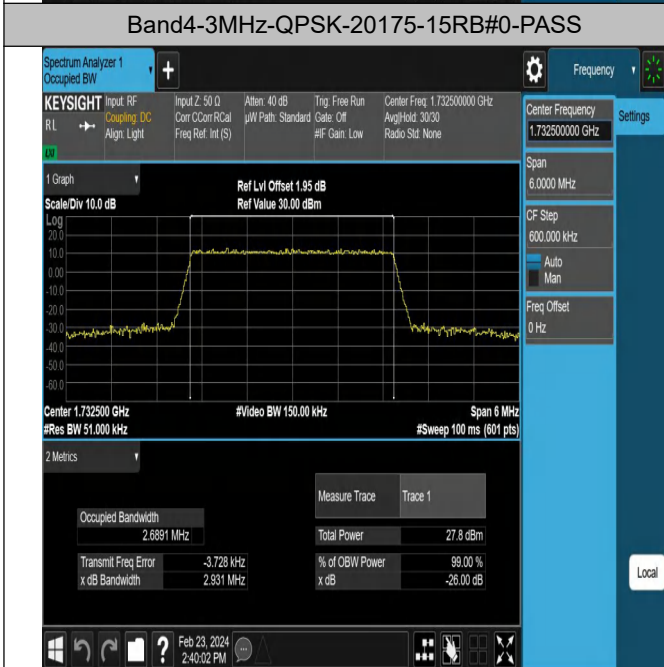 Band4-3MHz-QPSK-20175-15RB#0-PASS
Spectrum Analyzer 1
Occupied BW
+
Frequency
KEYSIGHT
RL
Input: RF
Coupling: DC
Align: Light
Input Z: 50 Ω
Corr CCorr RCal
Freq Ref: Int (S)
Atten: 40 dB
µW Path: Standard
Trig: Free Run
Gate: Off
#IF Gain: Low
Center Freq: 1.732500000 GHz
Avg|Hold: 30/30
Radio Std: None
Center Frequency
1.732500000 GHz
Settings
Span
6.0000 MHz
CF Step
600.000 kHz
Auto
Man
Freq Offset
0 Hz
1 Graph
Scale/Div 10.0 dB
Ref Lvl Offset 1.95 dB
Ref Value 30.00 dBm
Log
20.0
10.0
0.00
-10.0
-20.0
-30.0
-40.0
-50.0
-60.0
Center 1.732500 GHz
#Video BW 150.00 kHz
Span 6 MHz
#Res BW 51.000 kHz
#Sweep 100 ms (601 pts)
2 Metrics
Measure Trace Trace 1
Occupied Bandwidth
2.6891 MHz
Total Power 27.8 dBm
Transmit Freq Error -3.728 kHz
% of OBW Power 99.00 %
x dB Bandwidth 2.931 MHz
x dB -26.00 dB
Local
?
Feb 23, 2024
2:40:02 PM